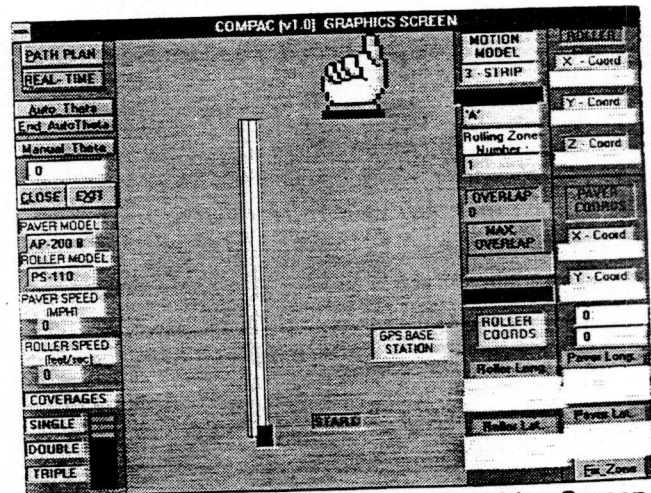 COMPAC [v1.0] GRAPHICS SCREEN
PATH PLAN
REAL-TIME
Auto Theta
End AutoTheta
Manual Theta
0
CLOSE EXIT
PAVER MODEL
AP-200 B
ROLLER MODEL
PS-110
PAVER SPEED
(MPH)
0
ROLLER SPEED
(feet/sec)
0
COVERAGES
SINGLE
DOUBLE
TRIPLE
GPS BASE
STATION
START
MOTION
MODEL
3 - STRIP
'A'
Rolling Zone
Number :
1
OVERLAP
0
MAX.
OVERLAP
ROLLER
COORDS
Roller Long.
Roller Lat.
ROLLER
X - Coord
Y - Coord
Z - Coord
PAVER
COORDS
X - Coord
Y - Coord
0
0
Paver Long.
Paver Lat.
Fix_Zone